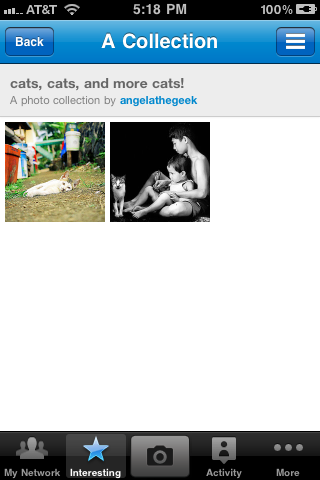 AT&T 5:18 PM 100%
Back A Collection
cats, cats, and more cats!
A photo collection by angelathegeek
My Network Interesting Activity More